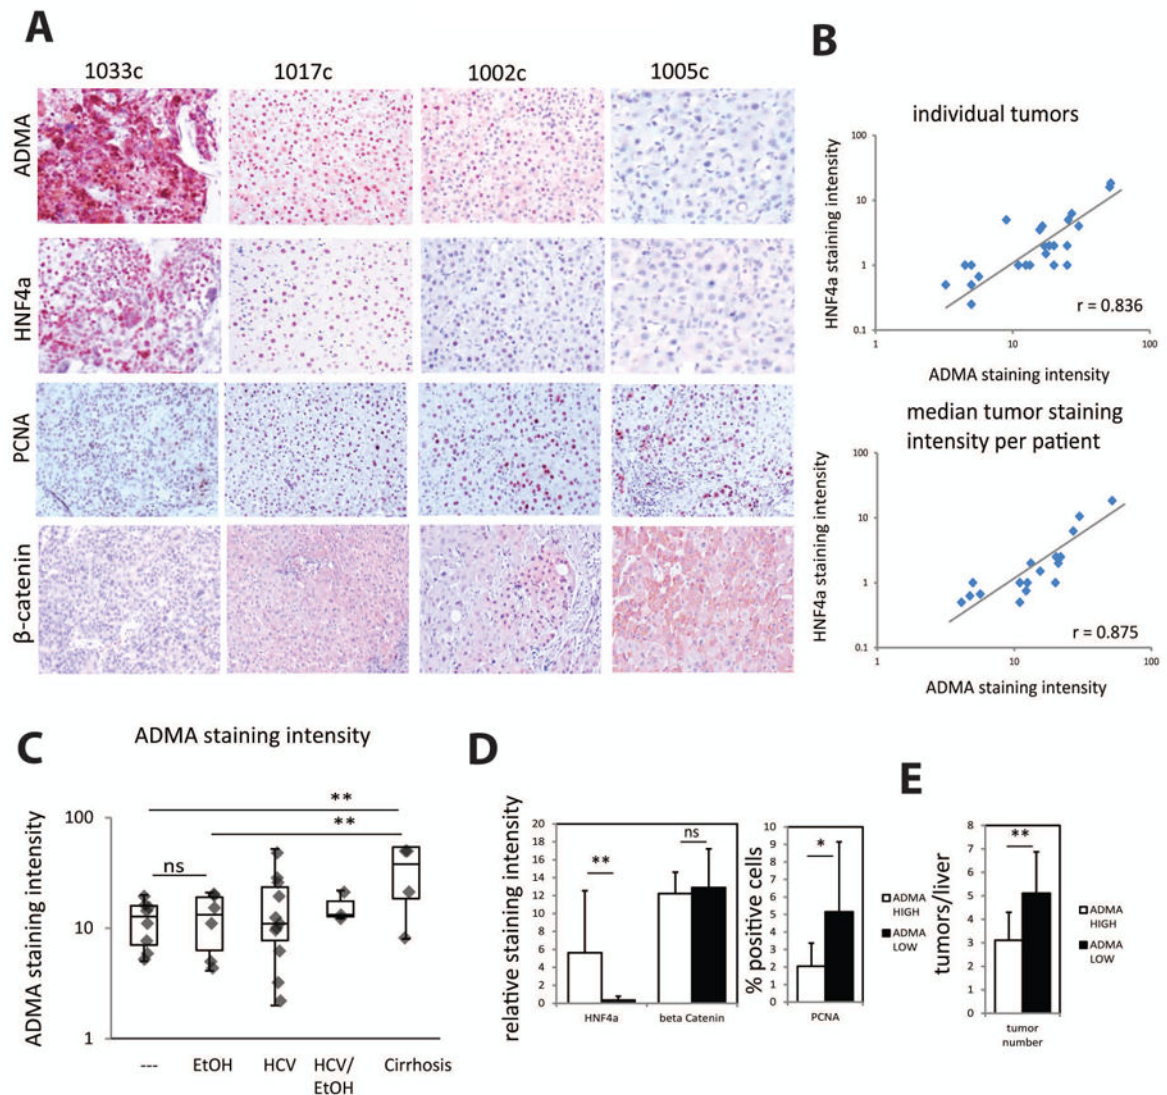 A
1033c 1017c 1002c 1005c
ADMA
HNF4a
PCNA
β-catenin
B
individual tumors
HNF4a staining intensity
100
10
1
0.1
r = 0.836
1 10 100
ADMA staining intensity
median tumor staining
intensity per patient
HNF4a staining intensity
100
10
1
0.1
r = 0.875
1 10 100
ADMA staining intensity
C
ADMA staining intensity
ADMA staining intensity
100
10
1
**
**
ns
--- EtOH HCV HCV/ Cirrhosis
EtOH
D
relative staining intensity
20
18
16
14
12
10
8
6
4
2
0
**
ns
HNF4a beta Catenin
% positive cells
10
9
8
7
6
5
4
3
2
1
0
*
PCNA
ADMA
HIGH
ADMA
LOW
E
tumors/liver
8
7
6
5
4
3
2
1
0
**
tumor
number
ADMA
HIGH
ADMA
LOW